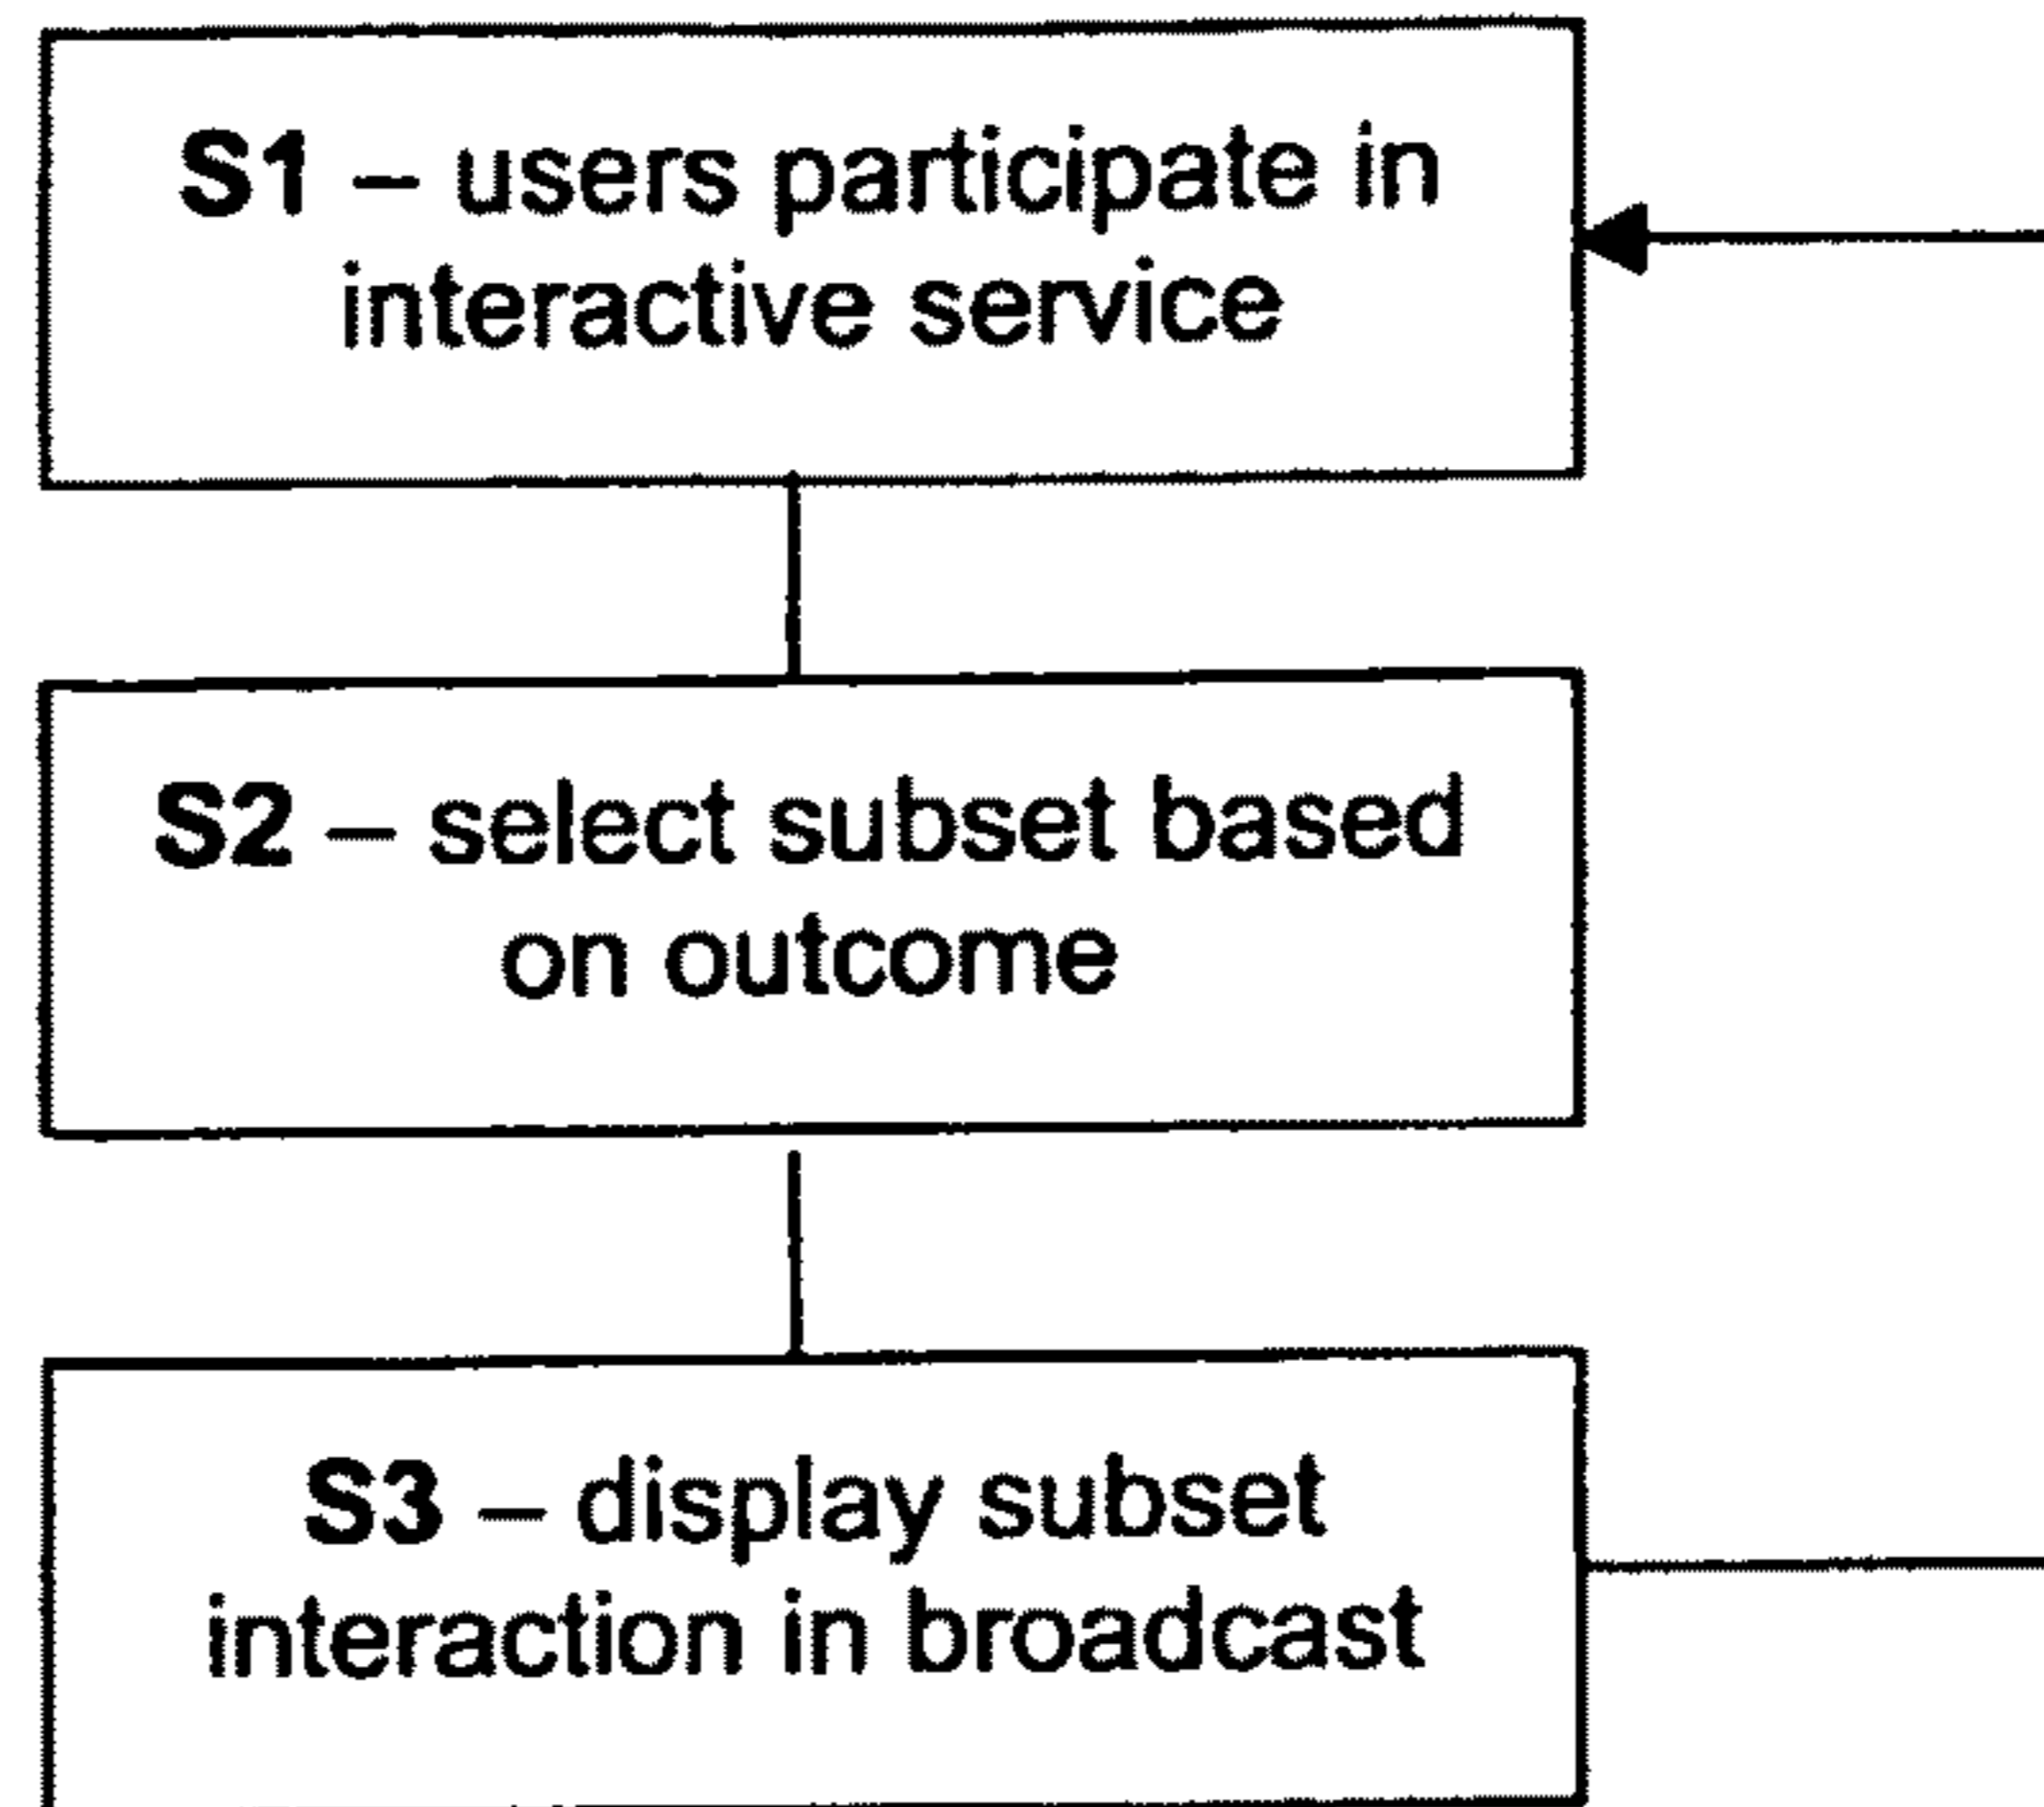 S1 – users participate in
interactive service
S2 – select subset based
on outcome
S3 – display subset
interaction in broadcast